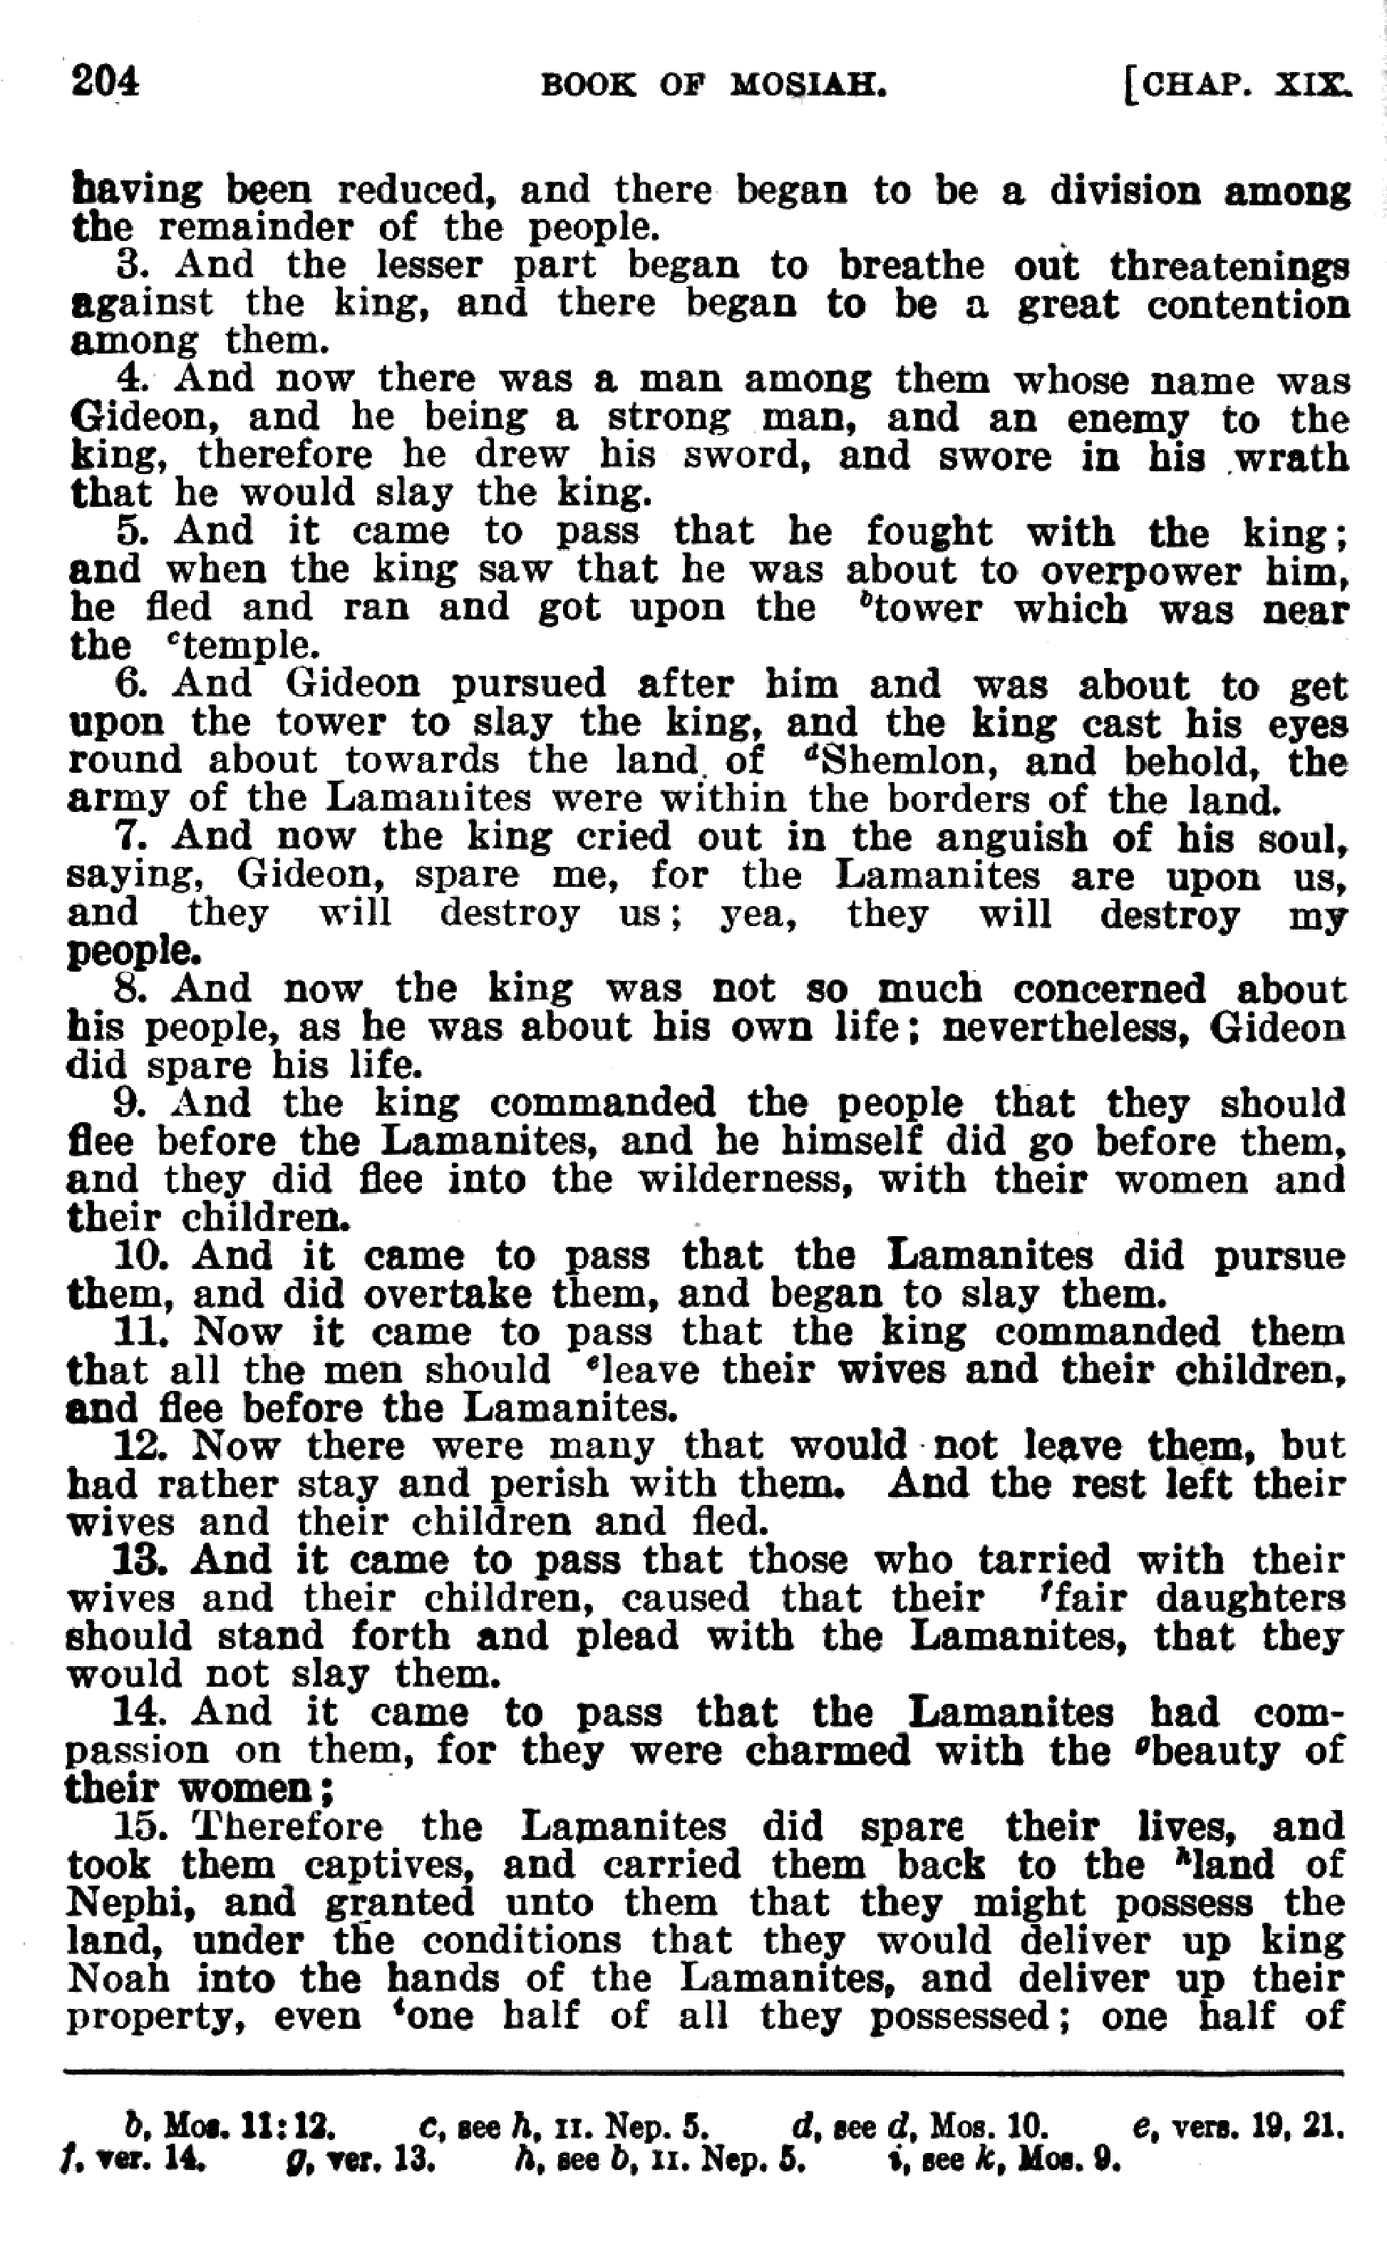 204 BOOK OF MOSIAH. [CHAP. XIX.
having been reduced, and there began to be a division among
the remainder of the people.
3. And the lesser part began to breathe out threatenings
against the king, and there began to be a great contention
among them.
4. And now there was a man among them whose name was
Gideon, and he being a strong man, and an enemy to the
king, therefore he drew his sword, and swore in his wrath
that he would slay the king.
5. And it came to pass that he fought with the king;
and when the king saw that he was about to overpower him,
he fled and ran and got upon the btower which was near
the ctemple.
6. And Gideon pursued after him and was about to get
upon the tower to slay the king, and the king cast his eyes
round about towards the land of dShemlon, and behold, the
army of the Lamanites were within the borders of the land.
7. And now the king cried out in the anguish of his soul,
saying, Gideon, spare me, for the Lamanites are upon us,
and they will destroy us; yea, they will destroy my
people.
8. And now the king was not so much concerned about
his people, as he was about his own life; nevertheless, Gideon
did spare his life.
9. And the king commanded the people that they should
flee before the Lamanites, and he himself did go before them,
and they did flee into the wilderness, with their women and
their children.
10. And it came to pass that the Lamanites did pursue
them, and did overtake them, and began to slay them.
11. Now it came to pass that the king commanded them
that all the men should eleave their wives and their children,
and flee before the Lamanites.
12. Now there were many that would not leave them, but
had rather stay and perish with them. And the rest left their
wives and their children and fled.
13. And it came to pass that those who tarried with their
wives and their children, caused that their ffair daughters
should stand forth and plead with the Lamanites, that they
would not slay them.
14. And it came to pass that the Lamanites had com-
passion on them, for they were charmed with the gbeauty of
their women;
15. Therefore the Lamanites did spare their lives, and
took them captives, and carried them back to the hland of
Nephi, and granted unto them that they might possess the
land, under the conditions that they would deliver up king
Noah into the hands of the Lamanites, and deliver up their
property, even ione half of all they possessed; one half of
b, Mos. 11:12. c, see h, II. Nep. 5. d, see d, Mos. 10. e, vers. 19, 21.
f, ver. 14. g, ver. 13. h, see b, II. Nep. 5. i, see k, Mos. 9.